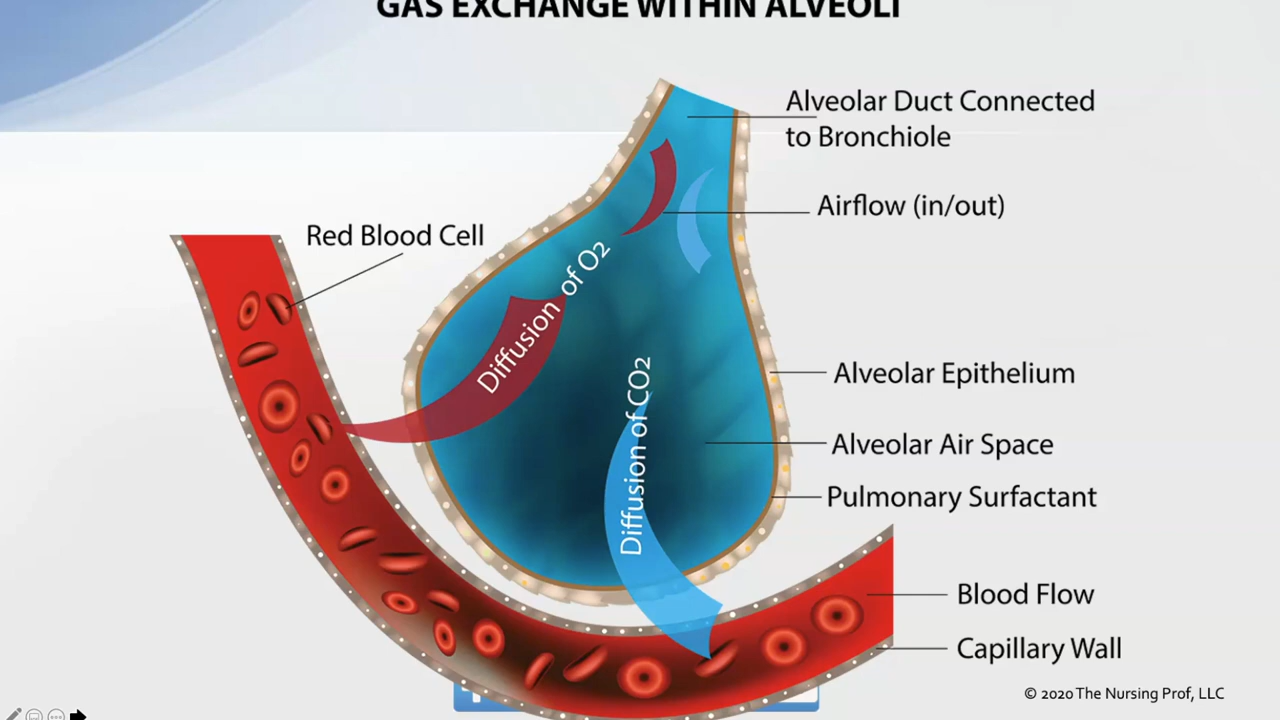 GAS EXCHANGE WITHIN ALVEOLI
Alveolar Duct Connected
to Bronchiole
Airflow (in/out)
Red Blood Cell
Diffusion of O2
Diffusion of CO2
Alveolar Epithelium
Alveolar Air Space
Pulmonary Surfactant
Blood Flow
Capillary Wall
© 2020 The Nursing Prof, LLC